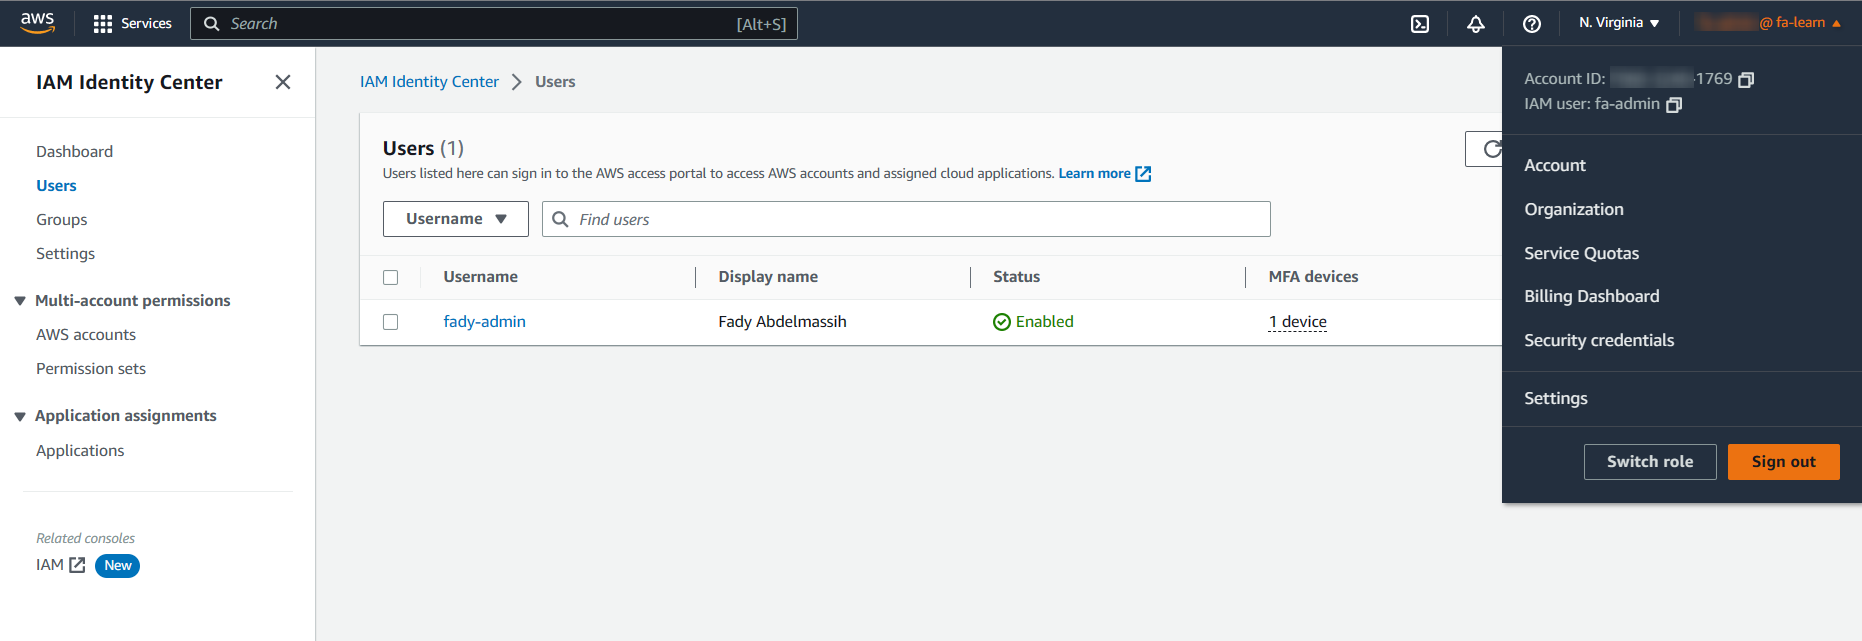 aws
Services
Search
[Alt+S]
N. Virginia
@ fa-learn
IAM Identity Center
Dashboard
Users
Groups
Settings
Multi-account permissions
AWS accounts
Permission sets
Application assignments
Applications
Related consoles
IAM New
IAM Identity Center > Users
Users (1)
Users listed here can sign in to the AWS access portal to access AWS accounts and assigned cloud applications. Learn more
Username
Find users
Username Display name Status MFA devices
fady-admin Fady Abdelmassih Enabled 1 device
Account ID: -1769
IAM user: fa-admin
Account
Organization
Service Quotas
Billing Dashboard
Security credentials
Settings
Switch role
Sign out